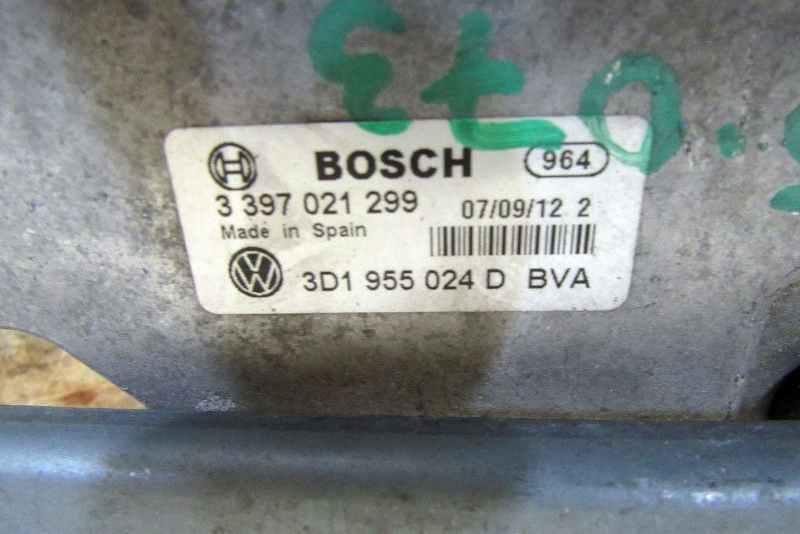 BOSCH 964
3 397 021 299 07/09/12 2
Made in Spain
3D1 955 024 D BVA